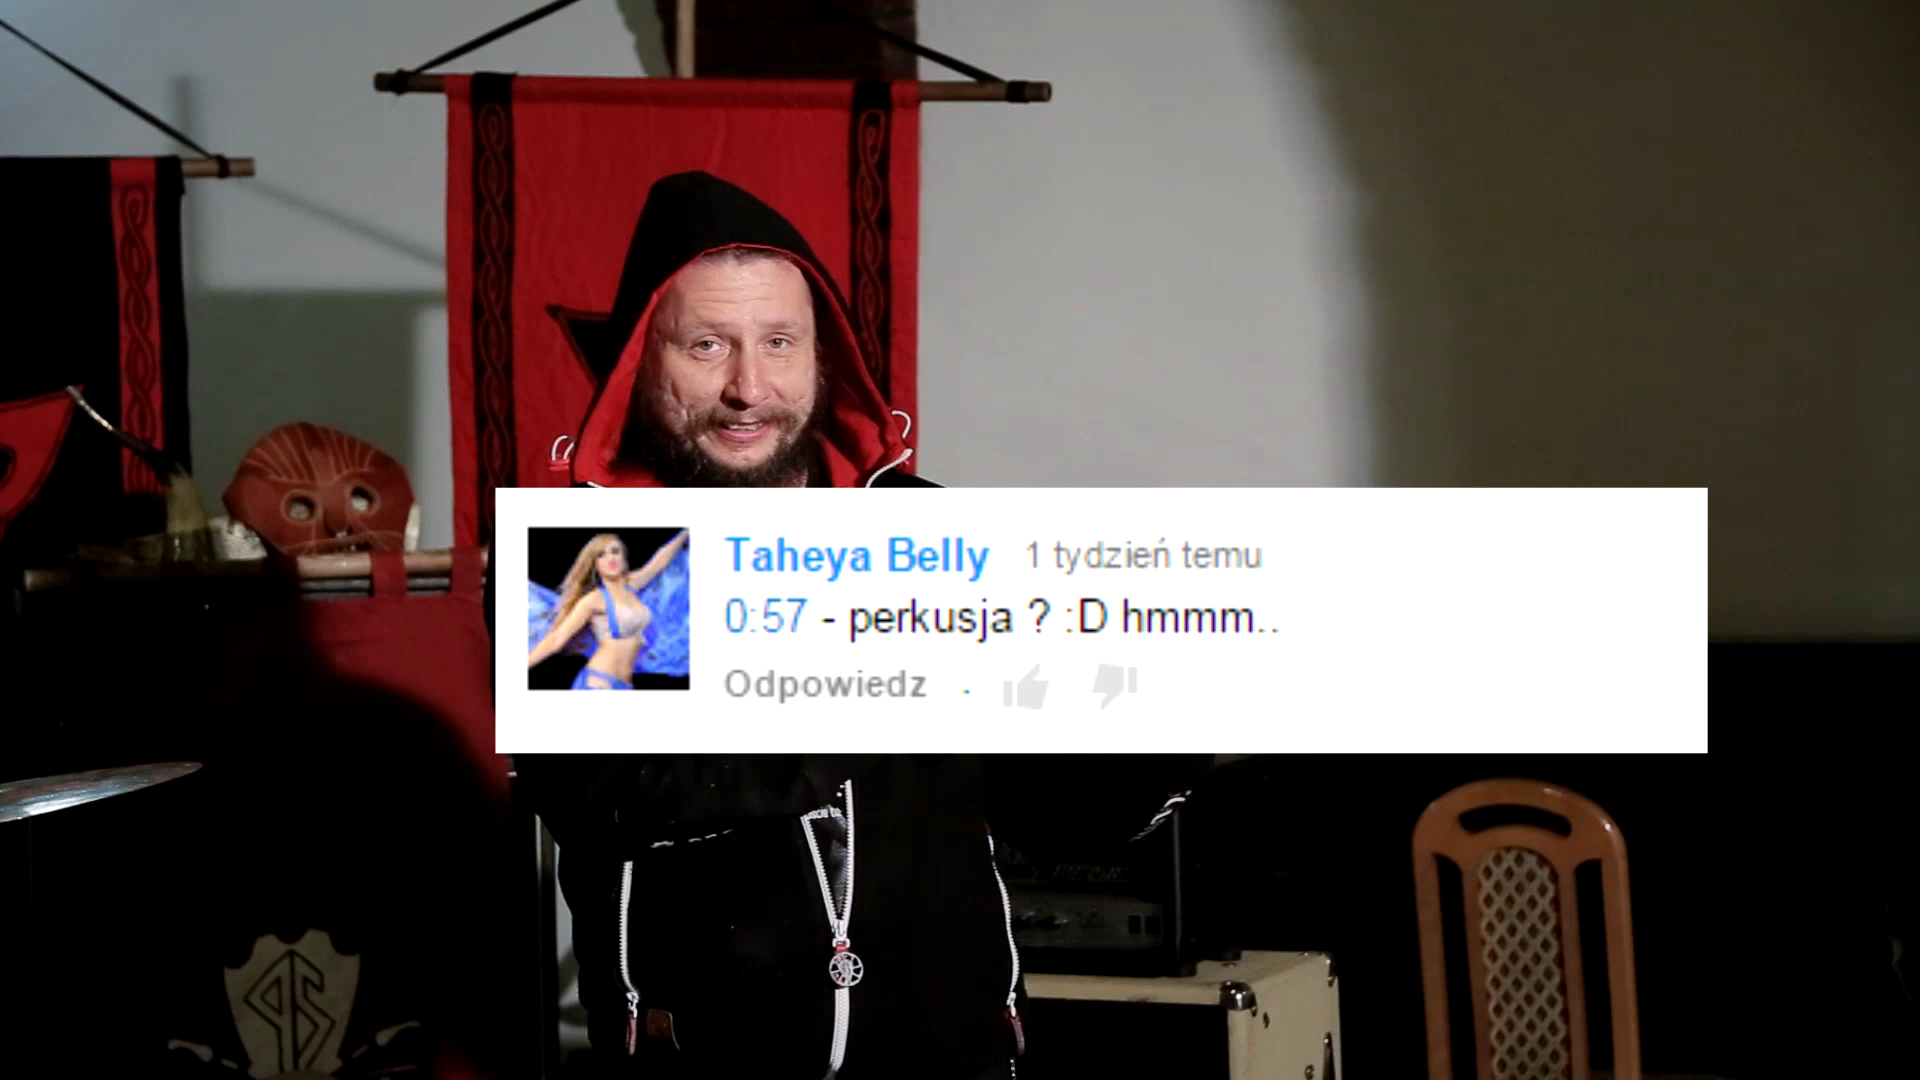 Taheya Belly 1 tydzień temu
0:57 - perkusja ? :D hmmm..
Odpowiedz